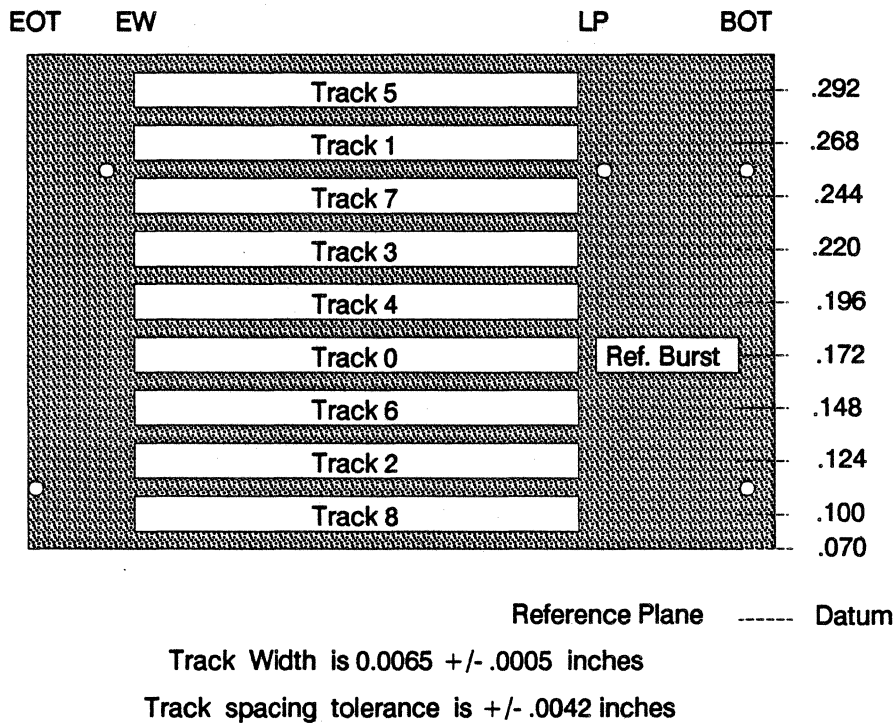 EOT EW LP BOT
Track 5 .292
Track 1 .268
Track 7 .244
Track 3 .220
Track 4 .196
Track 0 Ref. Burst .172
Track 6 .148
Track 2 .124
Track 8 .100
.070
Reference Plane ------ Datum
Track Width is 0.0065 +/- .0005 inches
Track spacing tolerance is +/- .0042 inches